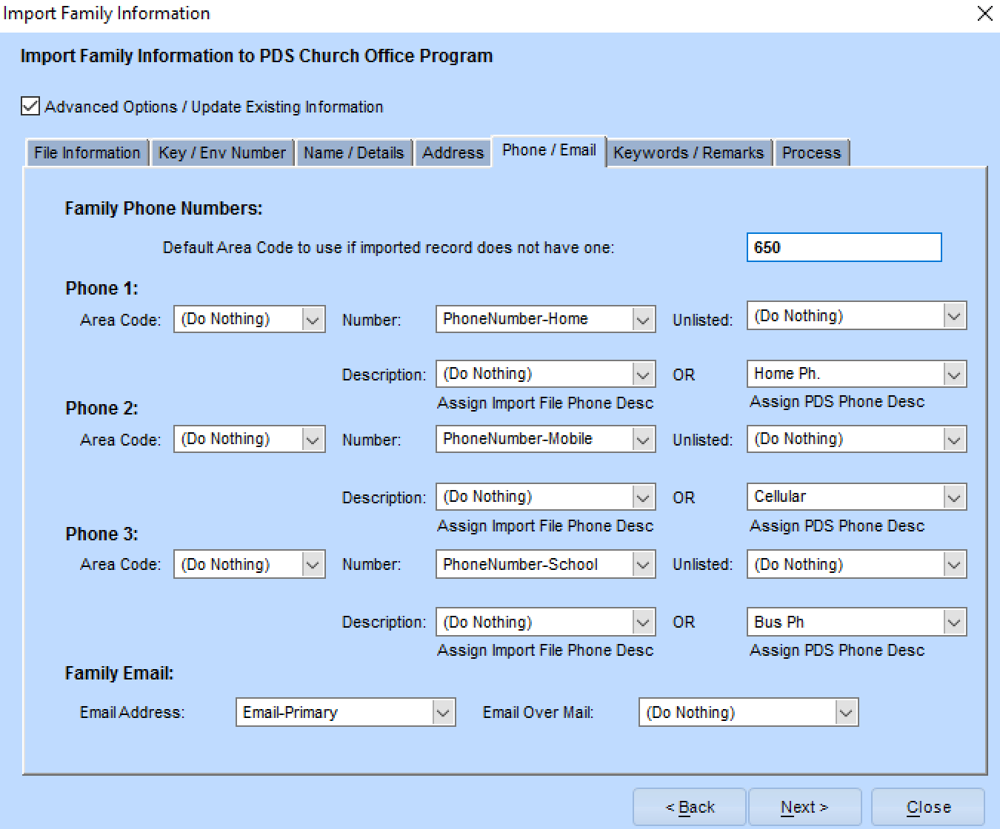 Import Family Information
Import Family Information to PDS Church Office Program
Advanced Options / Update Existing Information
File Information Key / Env Number Name / Details Address Phone / Email Keywords / Remarks Process
Family Phone Numbers:
Default Area Code to use if imported record does not have one: 650
Phone 1:
Area Code: (Do Nothing) Number: PhoneNumber-Home Unlisted: (Do Nothing)
Description: (Do Nothing) OR Home Ph.
Assign Import File Phone Desc Assign PDS Phone Desc
Phone 2:
Area Code: (Do Nothing) Number: PhoneNumber-Mobile Unlisted: (Do Nothing)
Description: (Do Nothing) OR Cellular
Assign Import File Phone Desc Assign PDS Phone Desc
Phone 3:
Area Code: (Do Nothing) Number: PhoneNumber-School Unlisted: (Do Nothing)
Description: (Do Nothing) OR Bus Ph
Assign Import File Phone Desc Assign PDS Phone Desc
Family Email:
Email Address: Email-Primary Email Over Mail: (Do Nothing)
< Back Next > Close